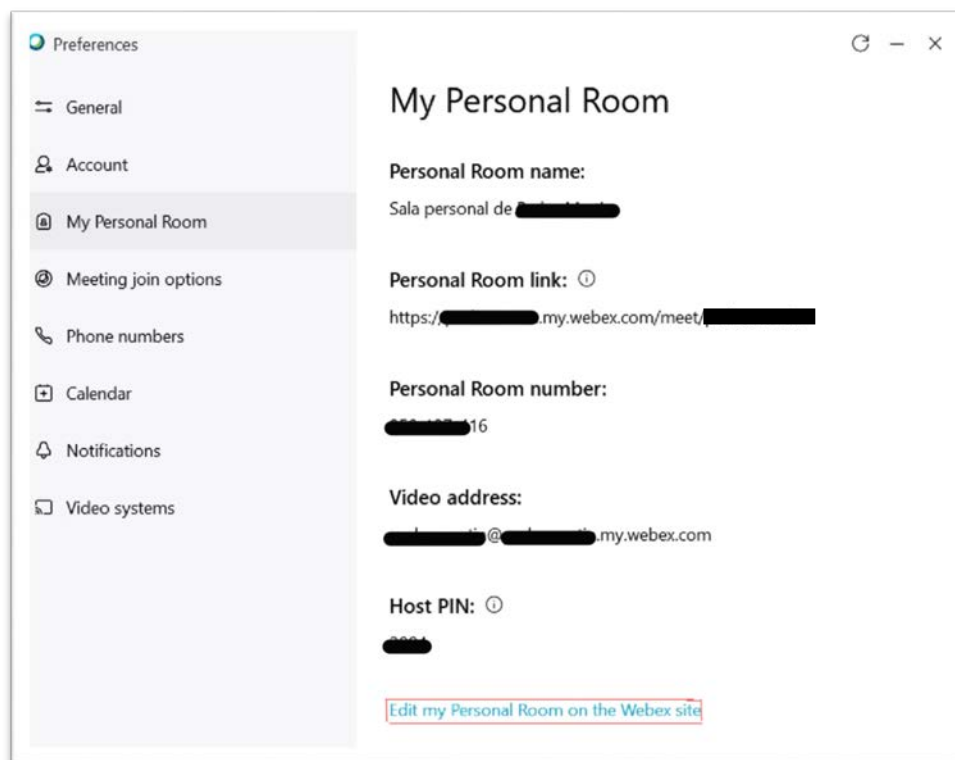 Preferences
General
Account
My Personal Room
Meeting join options
Phone numbers
Calendar
Notifications
Video systems
My Personal Room
Personal Room name:
Sala personal de
Personal Room link:
https:/ .my.webex.com/meet/
Personal Room number:
16
Video address:
@ .my.webex.com
Host PIN:
Edit my Personal Room on the Webex site